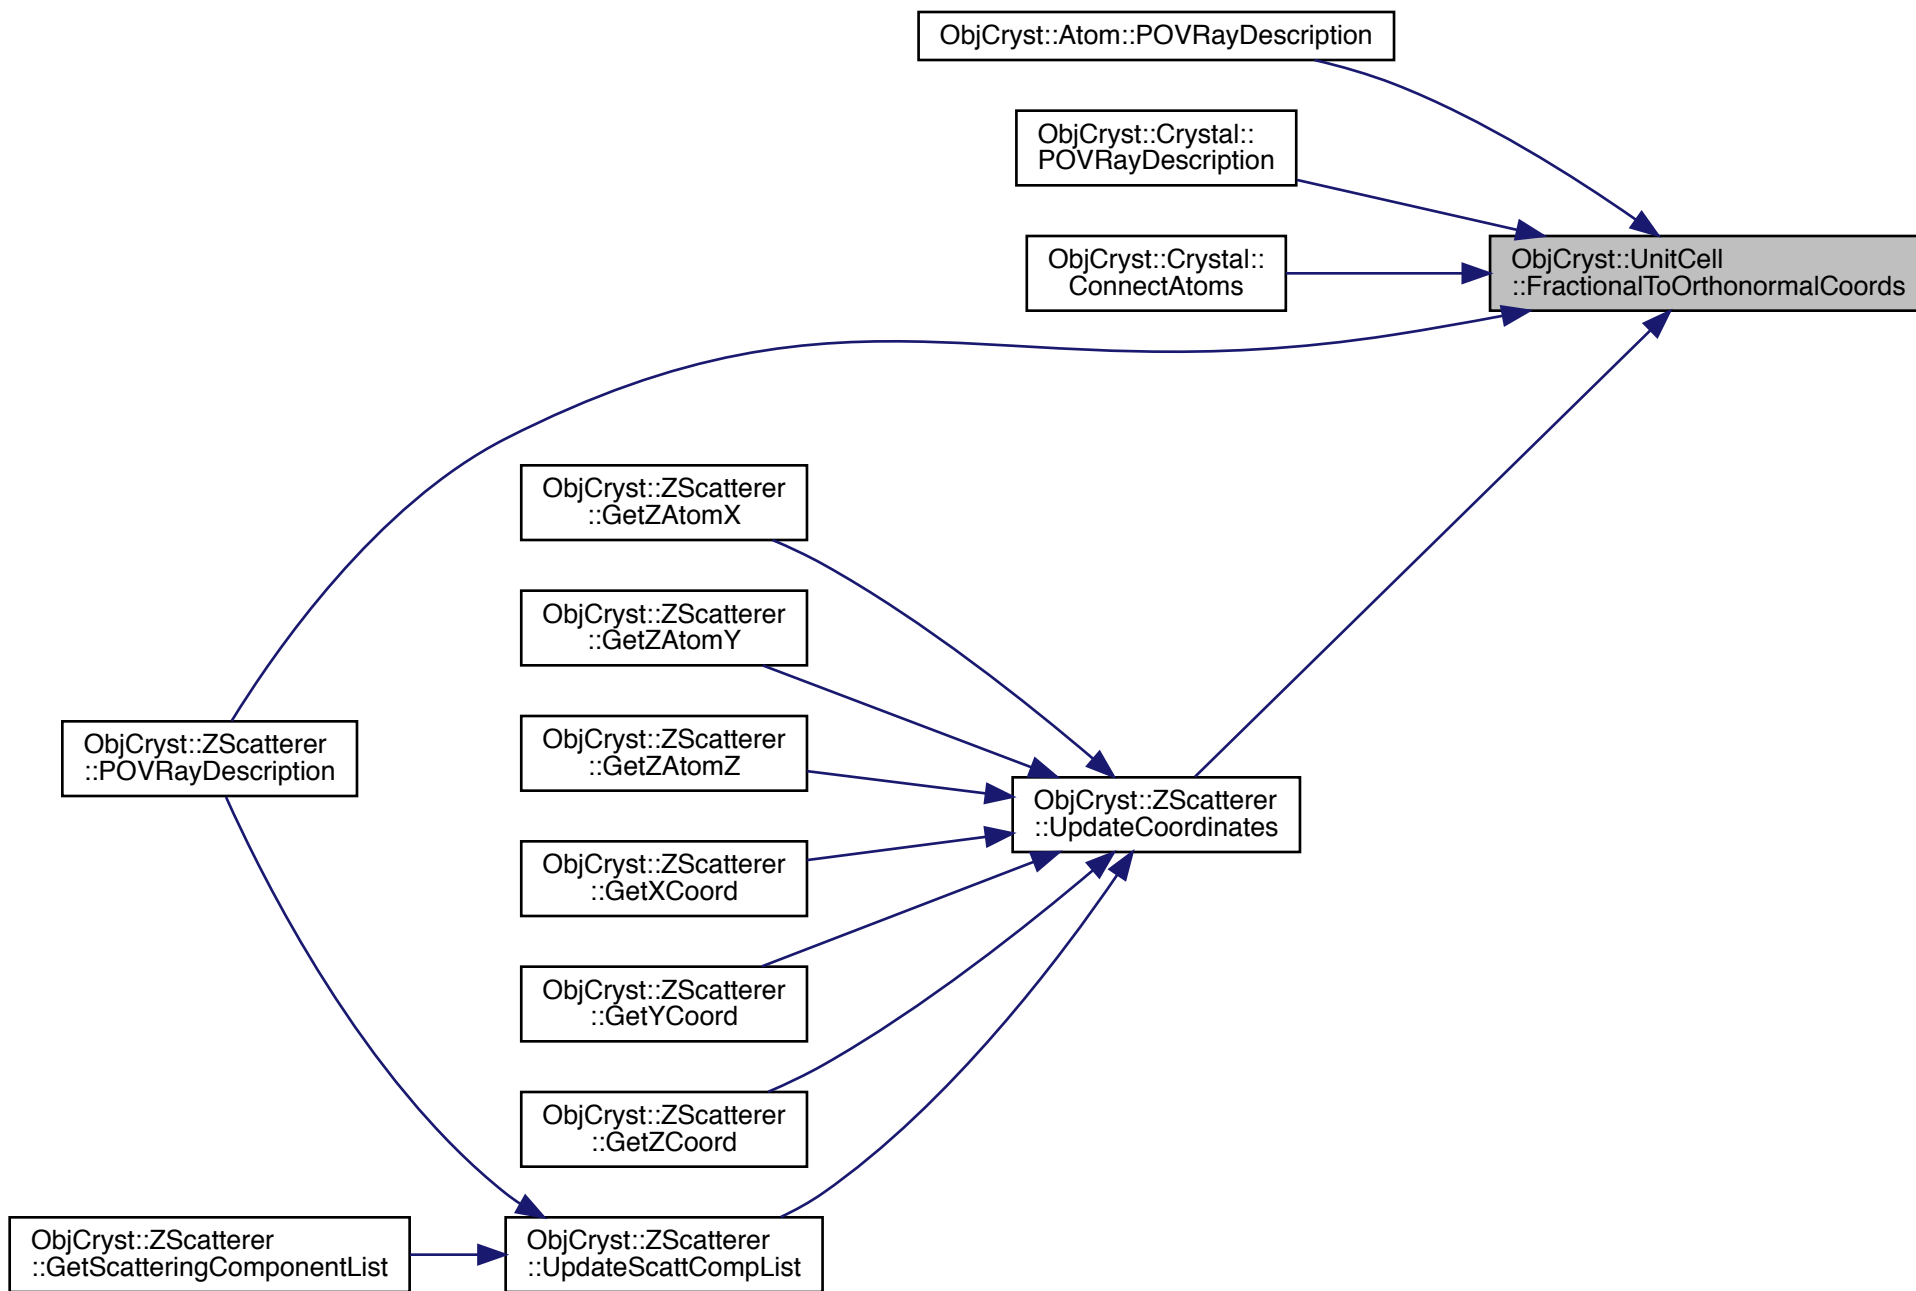 ObjCryst::Atom::POVRayDescription
ObjCryst::Crystal::
POVRayDescription
ObjCryst::Crystal::
ConnectAtoms
ObjCryst::UnitCell
::FractionalToOrthonormalCoords
ObjCryst::ZScatterer
::GetZAtomX
ObjCryst::ZScatterer
::GetZAtomY
ObjCryst::ZScatterer
::POVRayDescription
ObjCryst::ZScatterer
::GetZAtomZ
ObjCryst::ZScatterer
::UpdateCoordinates
ObjCryst::ZScatterer
::GetXCoord
ObjCryst::ZScatterer
::GetYCoord
ObjCryst::ZScatterer
::GetZCoord
ObjCryst::ZScatterer
::GetScatteringComponentList
ObjCryst::ZScatterer
::UpdateScattCompList